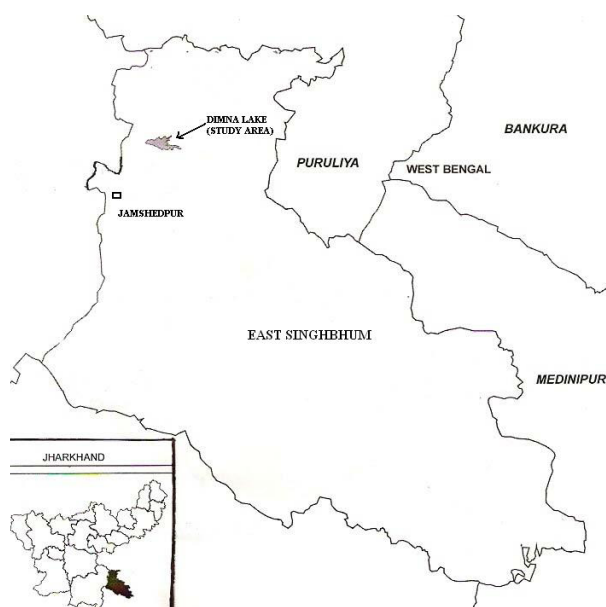 DIMNA LAKE
(STUDY AREA)
BANKURA
PURULIYA
WEST BENGAL
JAMSHEDPUR
EAST SINGHBHUM
MEDINIPUR
JHARKHAND